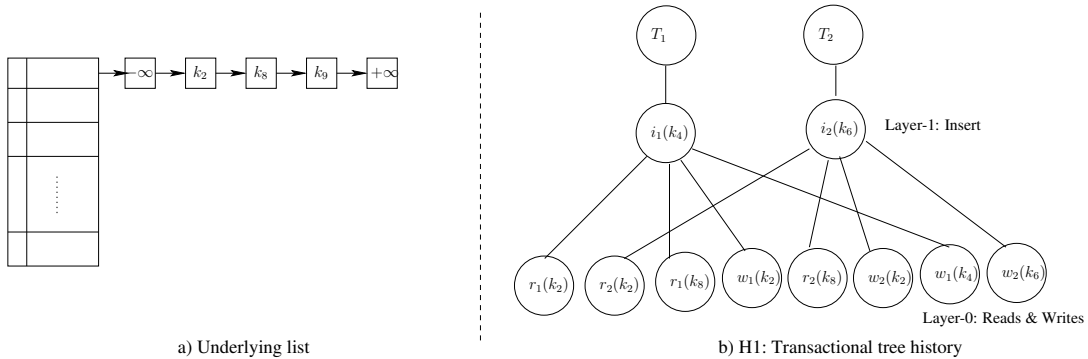 T₁ T₂
−∞ k₂ k₈ k₉ +∞
i₁(k₄) i₂(k₆) Layer-1: Insert
r₁(k₂) r₂(k₂) r₁(k₈) w₁(k₂) r₂(k₈) w₂(k₂) w₁(k₄) w₂(k₆)
Layer-0: Reads & Writes
a) Underlying list
b) H1: Transactional tree history